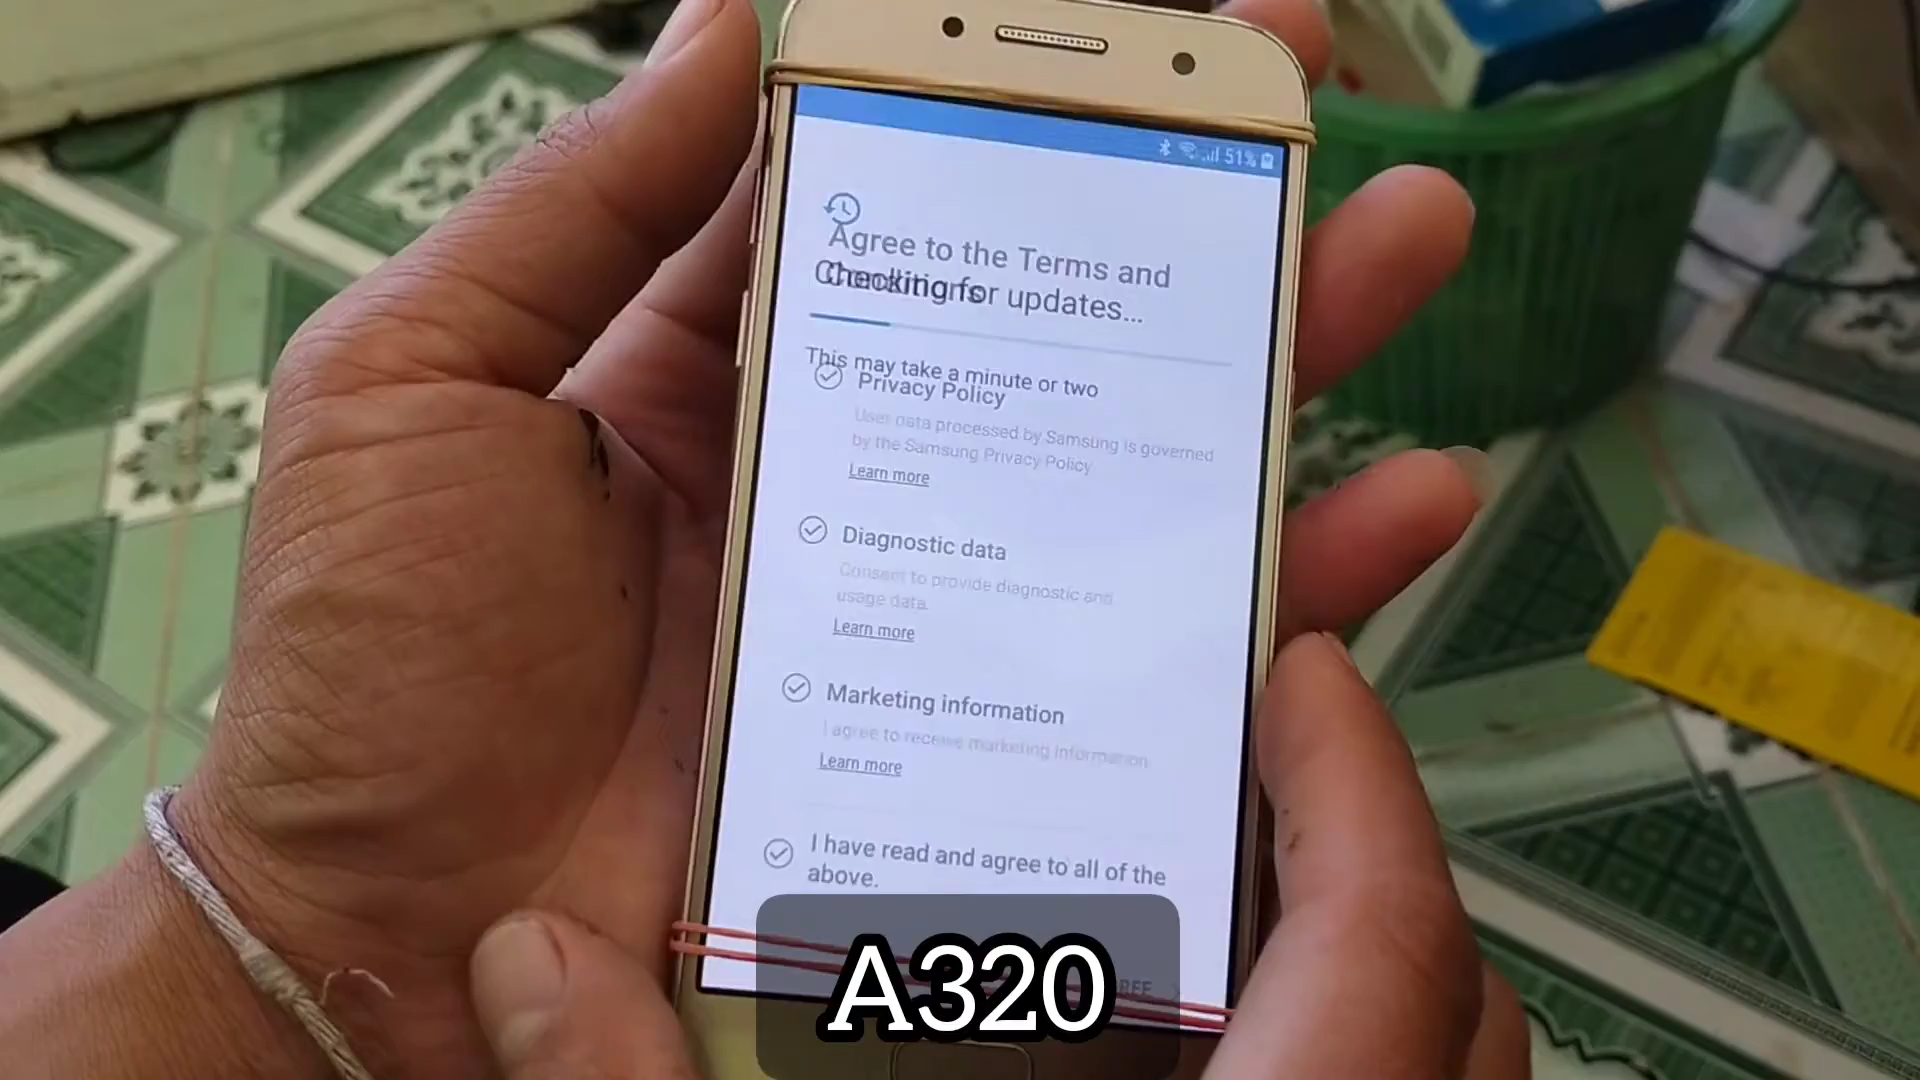 51%
Agree to the Terms and
Conditions
Checking for updates...
This may take a minute or two
Privacy Policy
User data processed by Samsung is governed
by the Samsung Privacy Policy
Learn more
Diagnostic data
Consent to provide diagnostic and
usage data.
Learn more
Marketing information
I agree to receive marketing information.
Learn more
I have read and agree to all of the
above.
A320